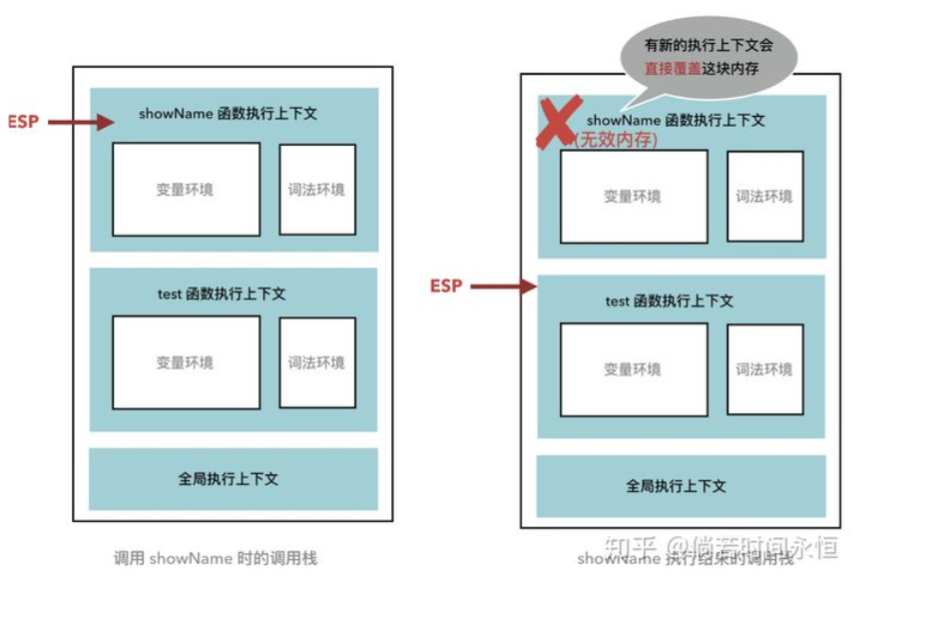 有新的执行上下文会
直接覆盖这块内存
ESP
showName 函数执行上下文
变量环境
词法环境
test 函数执行上下文
变量环境
词法环境
全局执行上下文
调用 showName 时的调用栈
showName 函数执行上下文
(无效内存)
变量环境
词法环境
ESP
test 函数执行上下文
变量环境
词法环境
全局执行上下文
showName 执行结束的调用栈
知乎 @倘若时间永恒